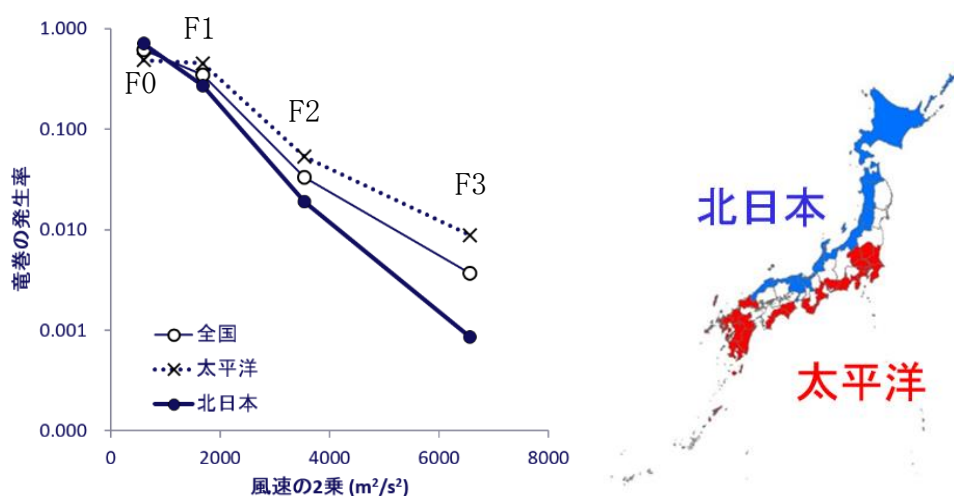 竜巻の発生率
1.000
0.100
0.010
0.001
0.000
F0
F1
F2
F3
全国
太平洋
北日本
0
2000
4000
6000
8000
風速の2乗 (m²/s²)
北日本
太平洋